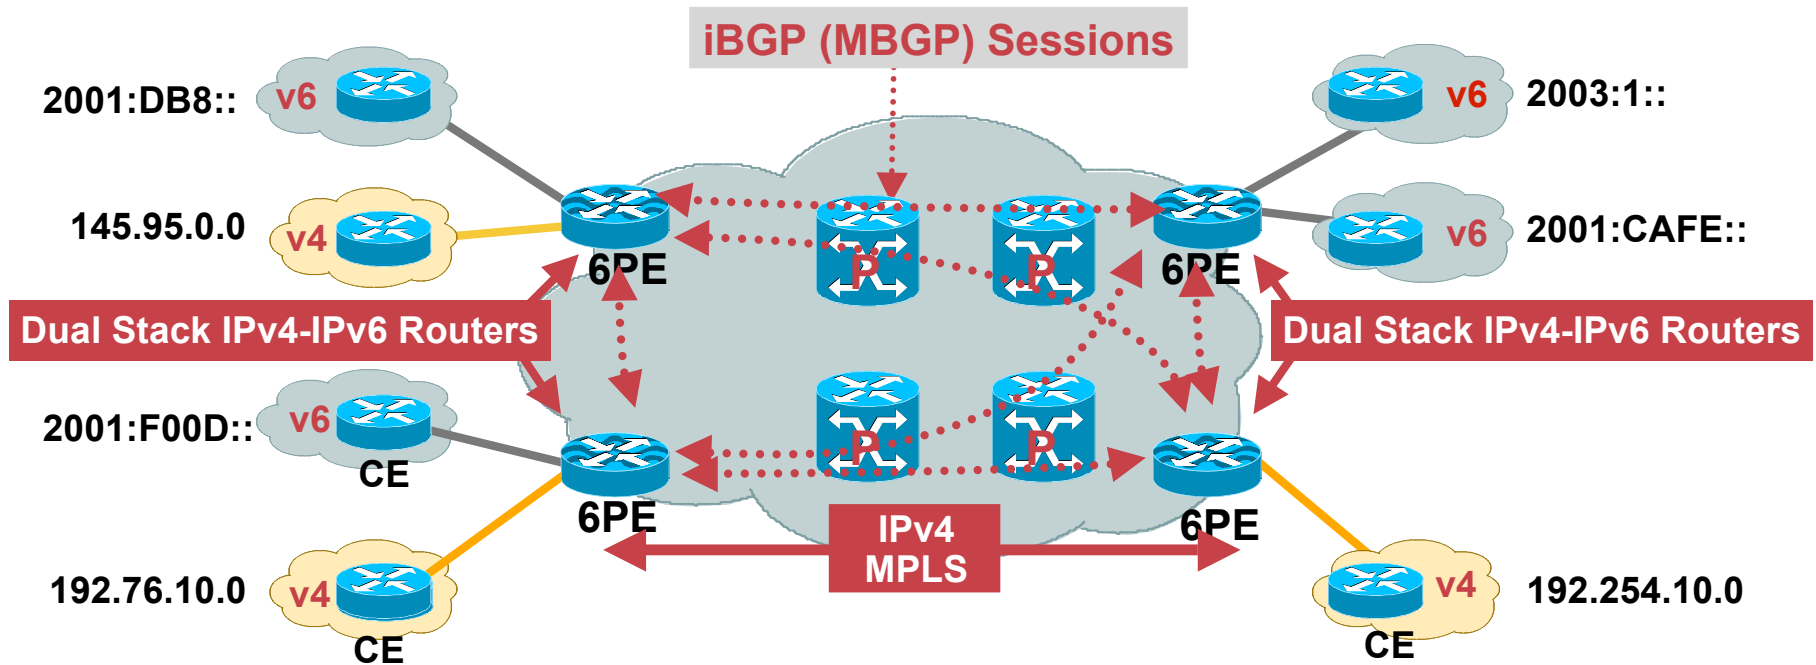 iBGP (MBGP) Sessions
2001:DB8::
v6
v6
2003:1::
145.95.0.0
v4
v6
2001:CAFE::
6PE
P
P
6PE
Dual Stack IPv4-IPv6 Routers
Dual Stack IPv4-IPv6 Routers
2001:F00D::
v6
CE
P
P
6PE
6PE
IPv4
MPLS
192.76.10.0
v4
CE
v4
192.254.10.0
CE